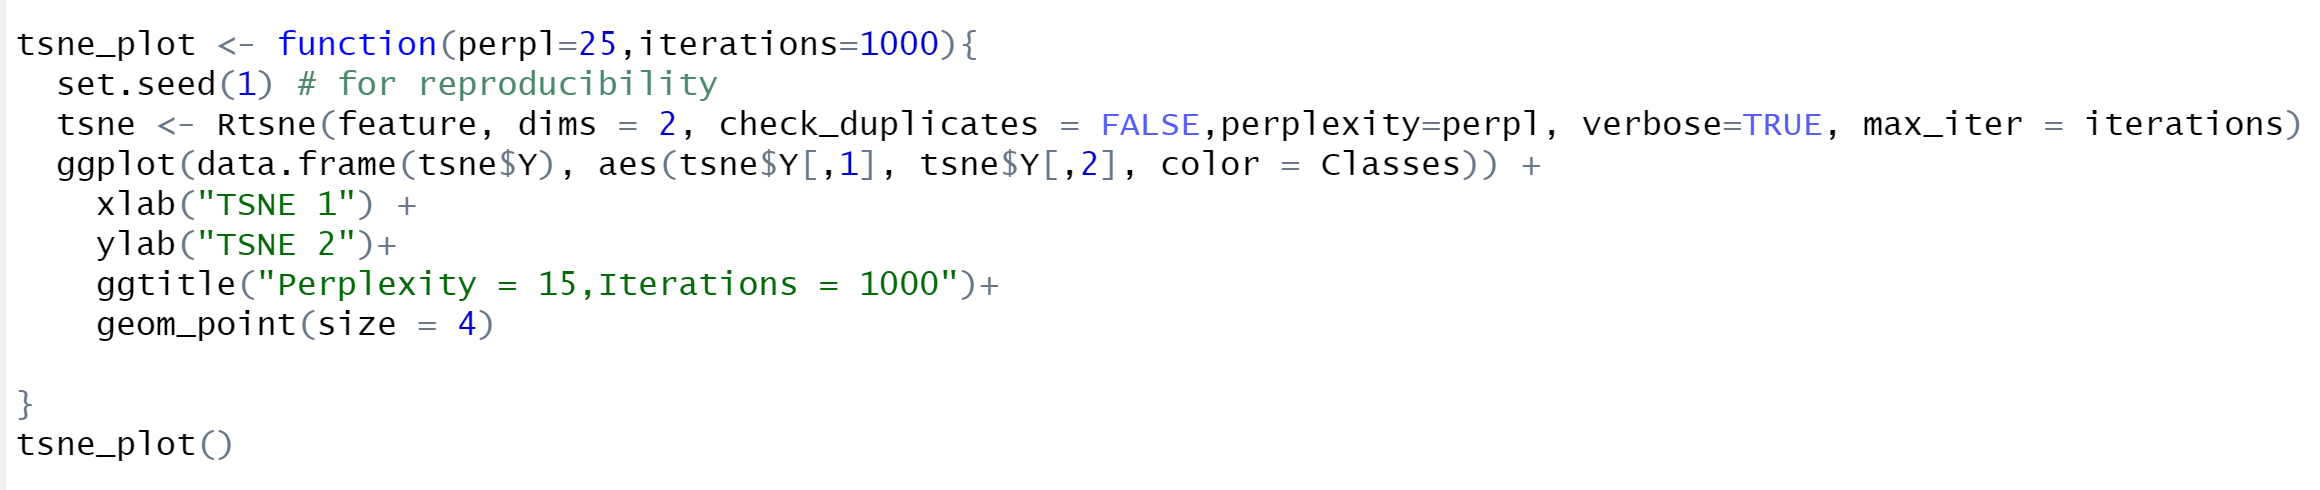 tsne_plot <- function(perpl=25,iterations=1000){
  set.seed(1) # for reproducibility
  tsne <- Rtsne(feature, dims = 2, check_duplicates = FALSE,perplexity=perpl, verbose=TRUE, max_iter = iterations)
  ggplot(data.frame(tsne$Y), aes(tsne$Y[,1], tsne$Y[,2], color = Classes)) +
    xlab("TSNE 1") +
    ylab("TSNE 2")+
    ggtitle("Perplexity = 15,Iterations = 1000")+
    geom_point(size = 4)
}
tsne_plot()